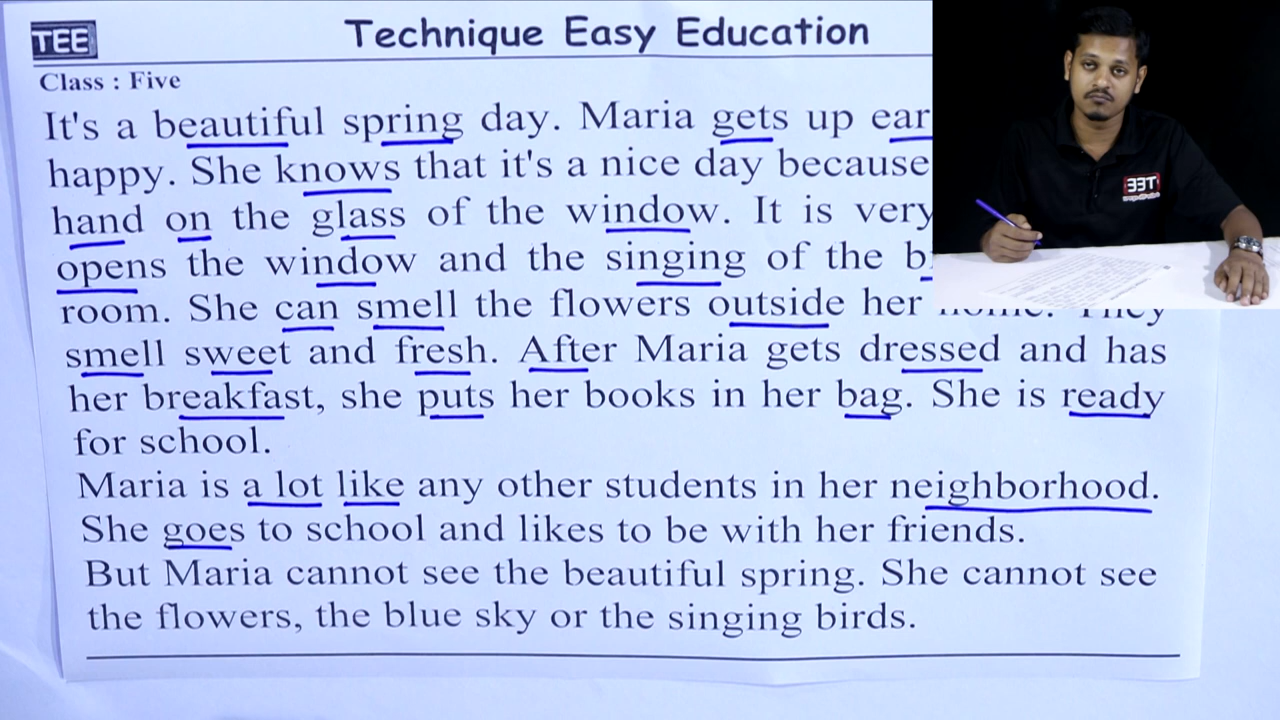 TEE
Technique Easy Education
Class : Five
It's a beautiful spring day. Maria gets up
happy. She knows that it's a nice day because
hand on the glass of the window. It is very
opens the window and the singing of the
room. She can smell the flowers outside her
smell sweet and fresh. After Maria gets dressed and has
her breakfast, she puts her books in her bag. She is ready
for school.
Maria is a lot like any other students in her neighborhood.
She goes to school and likes to be with her friends.
But Maria cannot see the beautiful spring. She cannot see
the flowers, the blue sky or the singing birds.